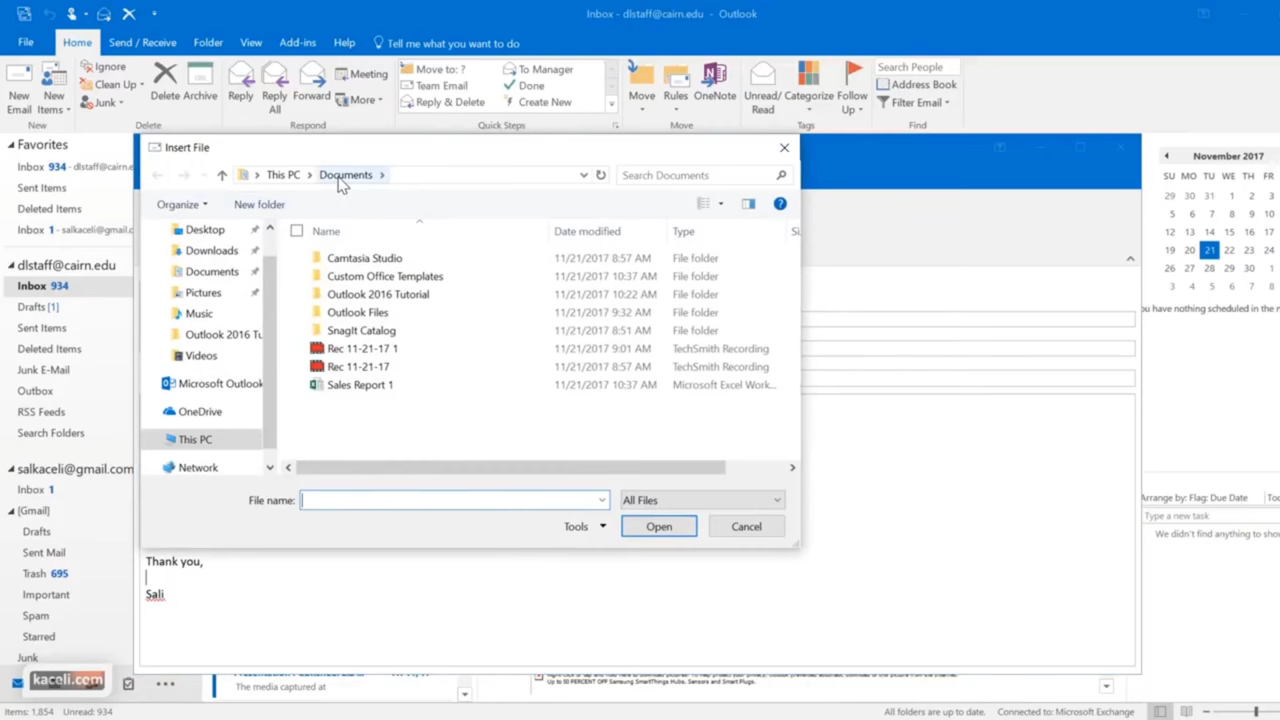 Inbox - dlstaff@cairn.edu - Outlook
File Home Send / Receive Folder View Add-ins Help Tell me what you want to do
New Email
New Items
New
Ignore
Clean Up
Junk
Delete
Archive
Delete
Reply
Reply All
Forward
Meeting
More
Respond
Move to: ?
Team Email
Reply & Delete
To Manager
Done
Create New
Quick Steps
Move
Rules
OneNote
Move
Unread/ Read
Categorize
Follow Up
Tags
Search People
Address Book
Filter Email
Find
Favorites
Inbox 934 - dlstaff@cairn.e
Sent Items
Deleted Items
Inbox 1 - salkaceli@gmail.c
dlstaff@cairn.edu
Inbox 934
Drafts [1]
Sent Items
Deleted Items
Junk E-Mail
Outbox
RSS Feeds
Search Folders
salkaceli@gmail.com
Inbox 1
[Gmail]
Drafts
Sent Mail
Trash 695
Important
Spam
Starred
Junk
kaceli.com
Insert File
This PC > Documents >
Search Documents
Organize
New folder
Desktop
Downloads
Documents
Pictures
Music
Outlook 2016 Tu
Videos
Microsoft Outlook
OneDrive
This PC
Network
Name Date modified Type Si
Camtasia Studio 11/21/2017 8:57 AM File folder
Custom Office Templates 11/21/2017 10:37 AM File folder
Outlook 2016 Tutorial 11/21/2017 10:22 AM File folder
Outlook Files 11/21/2017 9:32 AM File folder
SnagIt Catalog 11/21/2017 8:51 AM File folder
Rec 11-21-17 1 11/21/2017 9:01 AM TechSmith Recording
Rec 11-21-17 11/21/2017 8:57 AM TechSmith Recording
Sales Report 1 11/21/2017 10:37 AM Microsoft Excel Work...
File name:
All Files
Tools
Open
Cancel
Thank you,
Sali
The media captured at
Up to 50 PERCENT OFF Samsung SmartThings Hubs, Sensors and Smart Plugs.
November 2017
SU MO TU WE TH FR
29 30 31 1 2 3
5 6 7 8 9 10
12 13 14 15 16 17
19 20 21 22 23 24
26 27 28 29 30 1
3 4 5 6 7 8
ou have nothing scheduled in the n
Arrange by: Flag: Due Date
Type a new task
We didn't find anything to sho
Items: 1,854 Unread: 934
All folders are up to date. Connected to: Microsoft Exchange